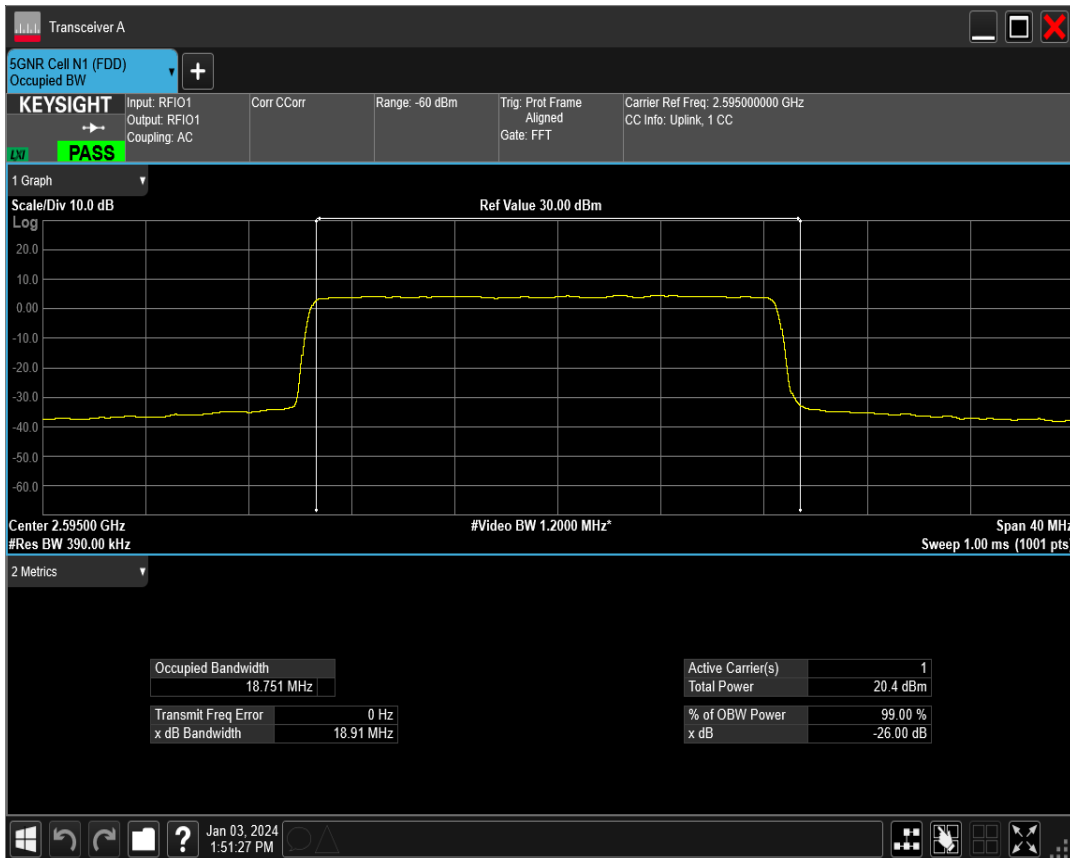 Transceiver A
5GNR Cell N1 (FDD)
Occupied BW
KEYSIGHT
LXI
PASS
Input: RFIO1
Output: RFIO1
Coupling: AC
Corr CCorr
Range: -60 dBm
Trig: Prot Frame
Aligned
Gate: FFT
Carrier Ref Freq: 2.595000000 GHz
CC Info: Uplink, 1 CC
1 Graph
Scale/Div 10.0 dB
Ref Value 30.00 dBm
Log
20.0
10.0
0.00
-10.0
-20.0
-30.0
-40.0
-50.0
-60.0
Center 2.59500 GHz
#Video BW 1.2000 MHz*
Span 40 MHz
#Res BW 390.00 kHz
Sweep 1.00 ms (1001 pts)
2 Metrics
Occupied Bandwidth
18.751 MHz
Transmit Freq Error 0 Hz
x dB Bandwidth 18.91 MHz
Active Carrier(s) 1
Total Power 20.4 dBm
% of OBW Power 99.00 %
x dB -26.00 dB
?
Jan 03, 2024
1:51:27 PM